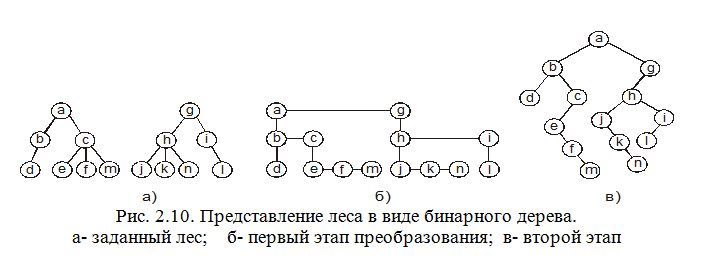 a g
b c h i
d e f m j k n l
а)
a g
b c h i
d e f m j k n l
б)
a
b g
d c h
e j i
f k l
m n
в)
Рис. 2.10. Представление леса в виде бинарного дерева.
а- заданный лес; б- первый этап преобразования; в- второй этап